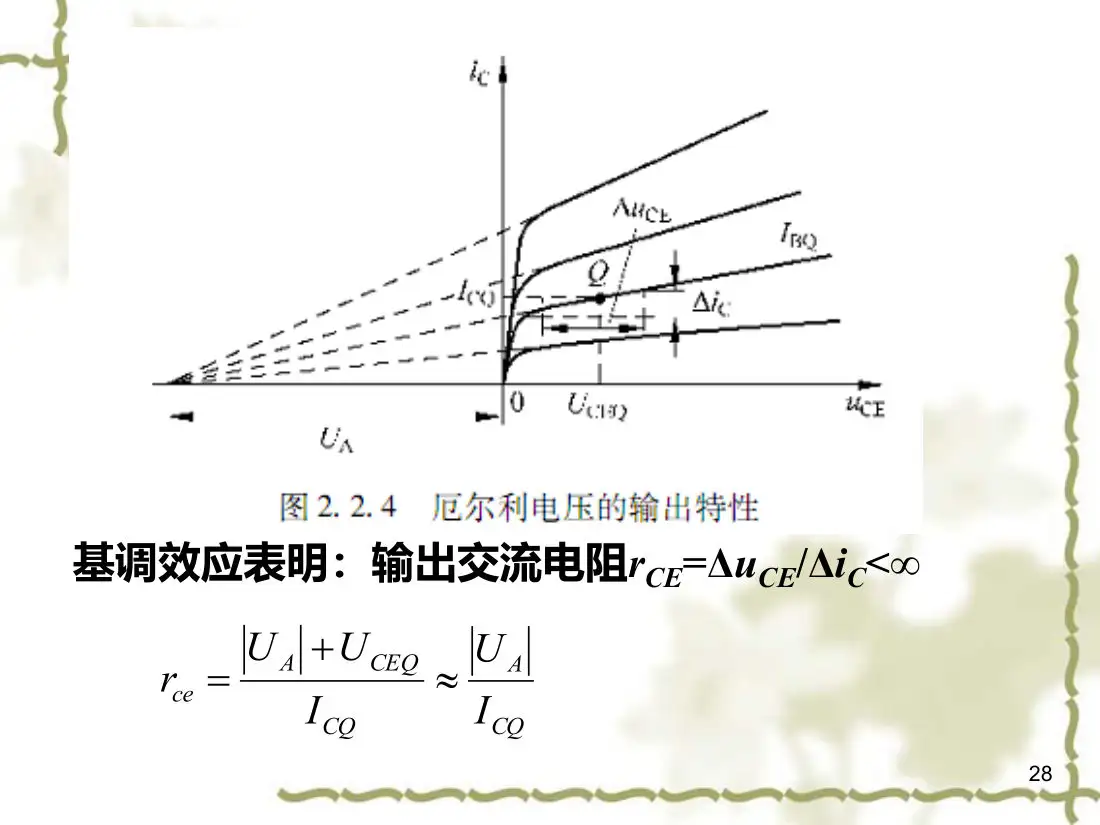 iC
ΔuCE
IBQ
Q
ICQ
ΔiC
0
UCEQ
uCE
UA
图2.2.4 厄尔利电压的输出特性
基调效应表明：输出交流电阻rCE=ΔuCE/ΔiC<∞
rce = (|UA|+UCEQ)/ICQ ≈ |UA|/ICQ
28